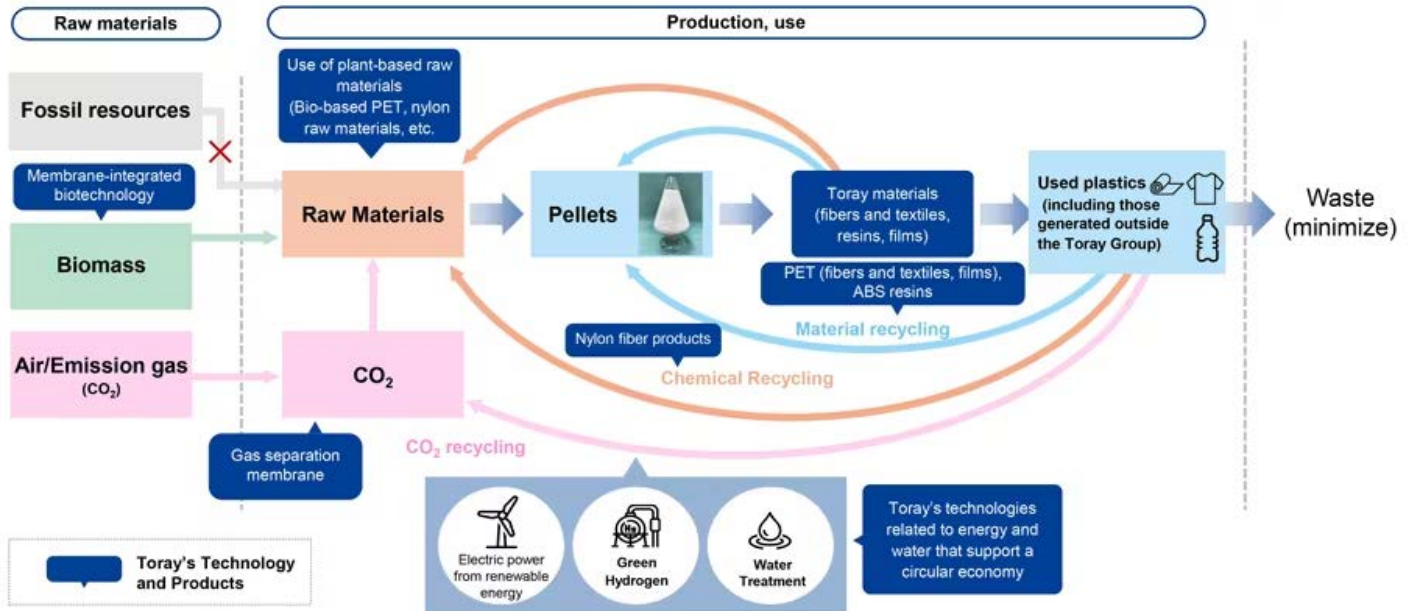 Raw materials
Production, use
Fossil resources
Use of plant-based raw
materials
(Bio-based PET, nylon
raw materials, etc.
Membrane-integrated
biotechnology
Biomass
Air/Emission gas
(CO₂)
Raw Materials
Pellets
Toray materials
(fibers and textiles,
resins, films)
Used plastics
(including those
generated outside
the Toray Group)
Waste
(minimize)
PET (fibers and textiles, films),
ABS resins
Material recycling
Nylon fiber products
Chemical Recycling
CO₂
CO₂ recycling
Gas separation
membrane
Electric power
from renewable
energy
H₂
Green
Hydrogen
Water
Treatment
Toray's technologies
related to energy and
water that support a
circular economy
Toray's Technology
and Products